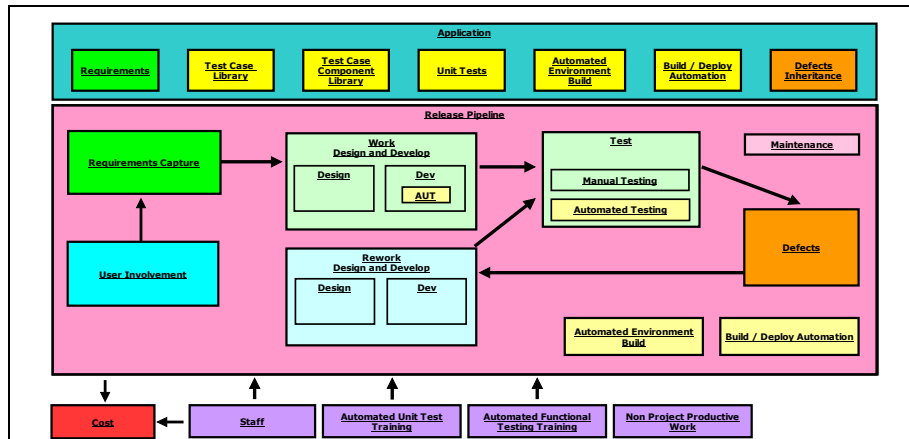 Application
Requirements
Test Case
Library
Test Case
Component
Library
Unit Tests
Automated
Environment
Build
Build / Deploy
Automation
Defects
Inheritance
Release Pipeline
Requirements Capture
Work
Design and Develop
Design
Dev
AUT
Test
Manual Testing
Automated Testing
Maintenance
User Involvement
Rework
Design and Develop
Design
Dev
Defects
Automated Environment
Build
Build / Deploy Automation
Cost
Staff
Automated Unit Test
Training
Automated Functional
Testing Training
Non Project Productive
Work